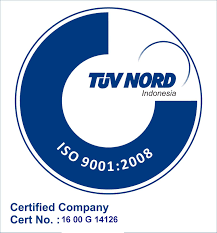 TÜV NORD
Indonesia
ISO 9001:2008
Certified Company
Cert No. : 16 00 G 14126